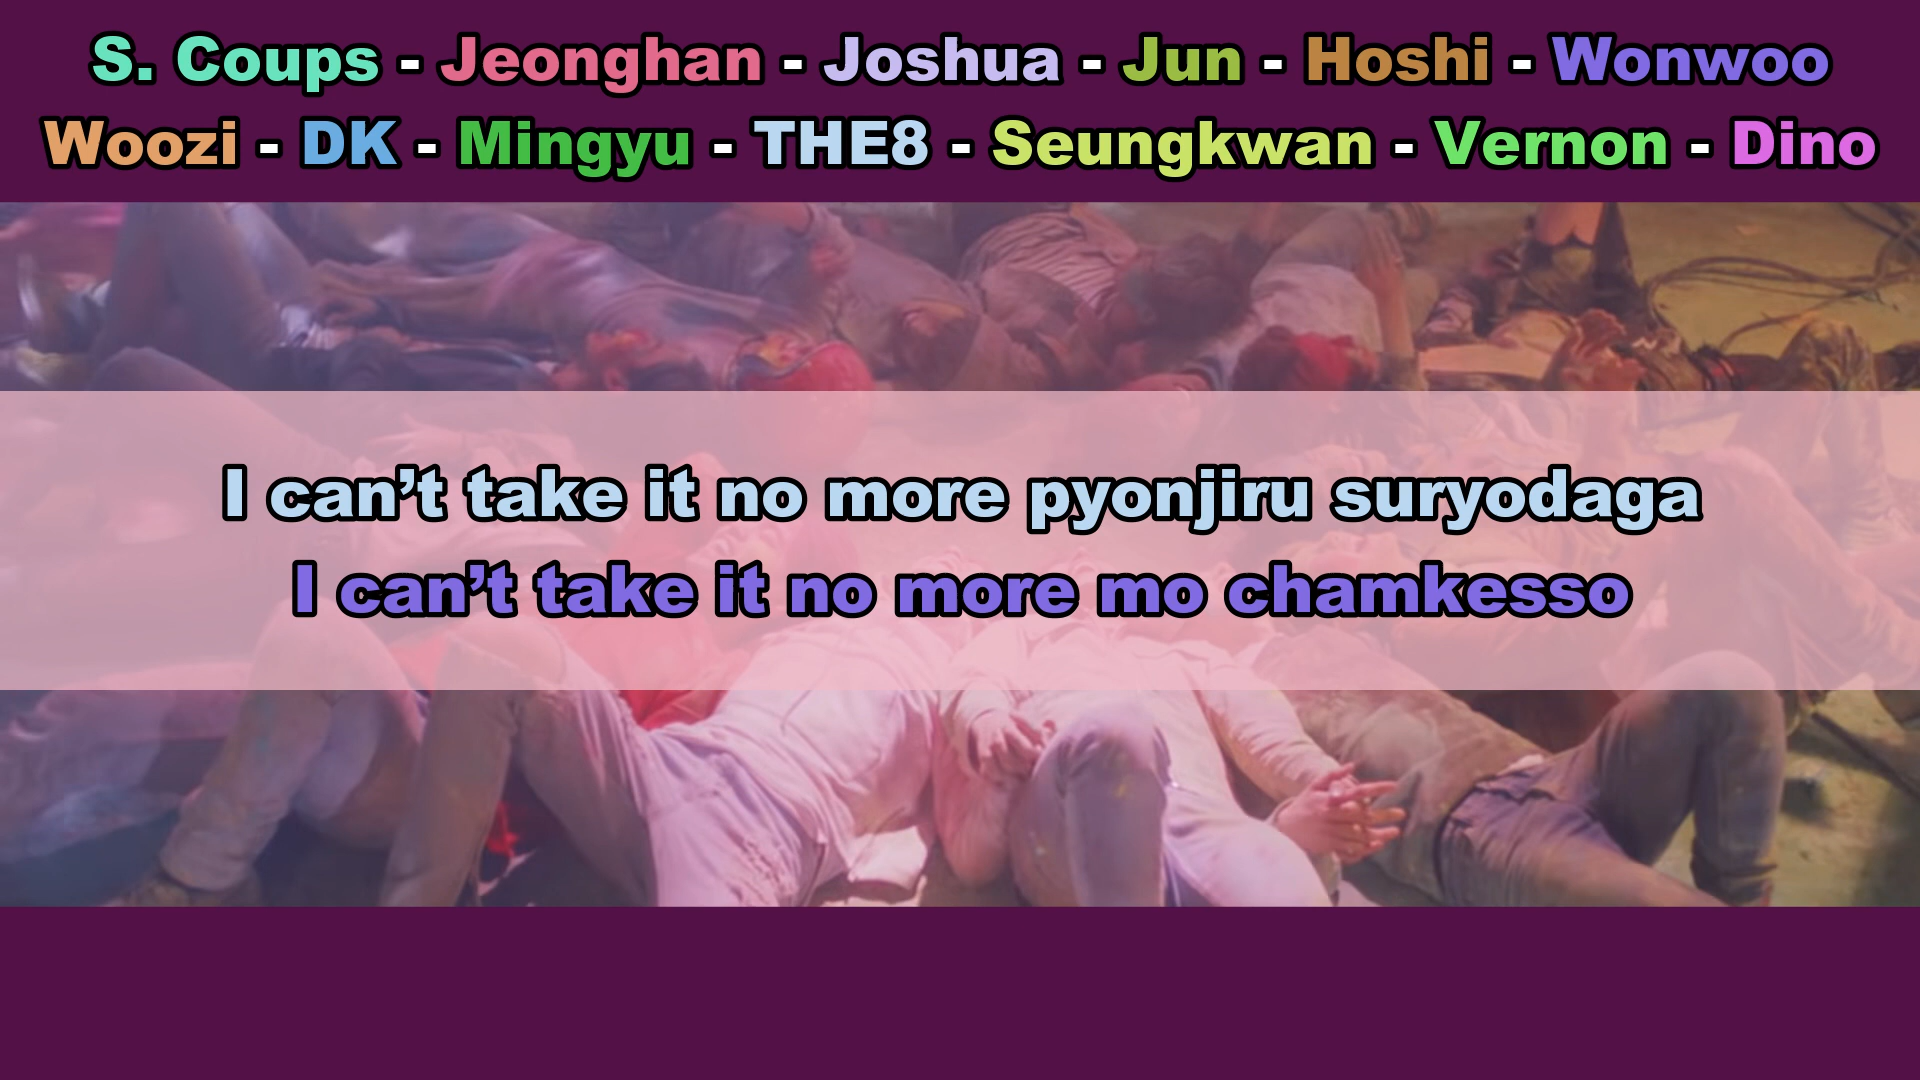 S. Coups - Jeonghan - Joshua - Jun - Hoshi - Wonwoo
Woozi - DK - Mingyu - THE8 - Seungkwan - Vernon - Dino
I can’t take it no more pyonjiru suryodaga
I can’t take it no more mo chamkesso